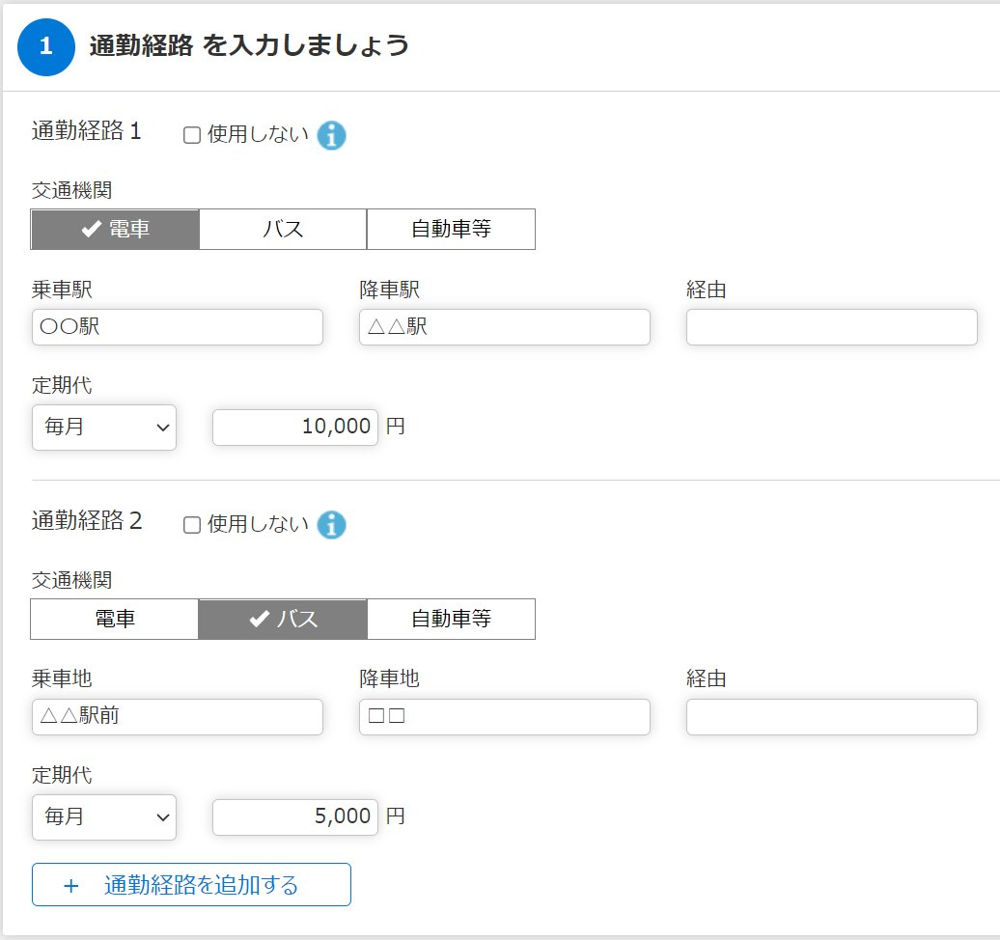 1 通勤経路 を入力しましょう
通勤経路1 使用しない i
交通機関
電車 バス 自動車等
乗車駅 降車駅 経由
〇〇駅 △△駅
定期代
毎月 10,000 円
通勤経路2 使用しない i
交通機関
電車 バス 自動車等
乗車地 降車地 経由
△△駅前 □□
定期代
毎月 5,000 円
+ 通勤経路を追加する